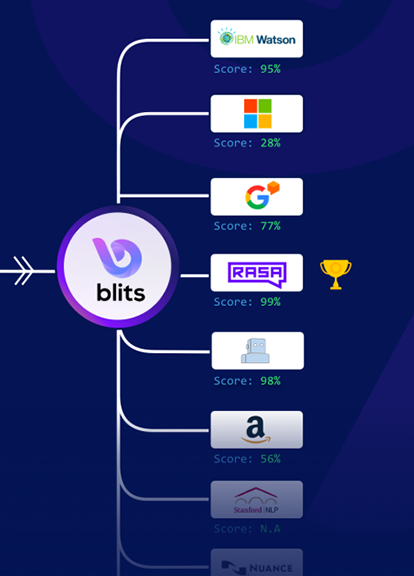 IBM Watson
Score: 95%
Score: 28%
G
Score: 77%
blits
RASA
Score: 99%
Score: 98%
a
Score: 56%
Stanford NLP
Score: N.A
NUANCE